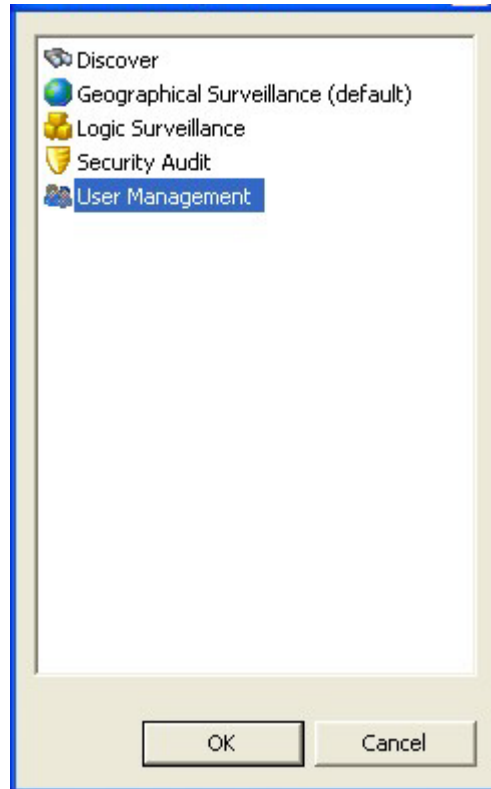 Discover
Geographical Surveillance (default)
Logic Surveillance
Security Audit
User Management
OK
Cancel